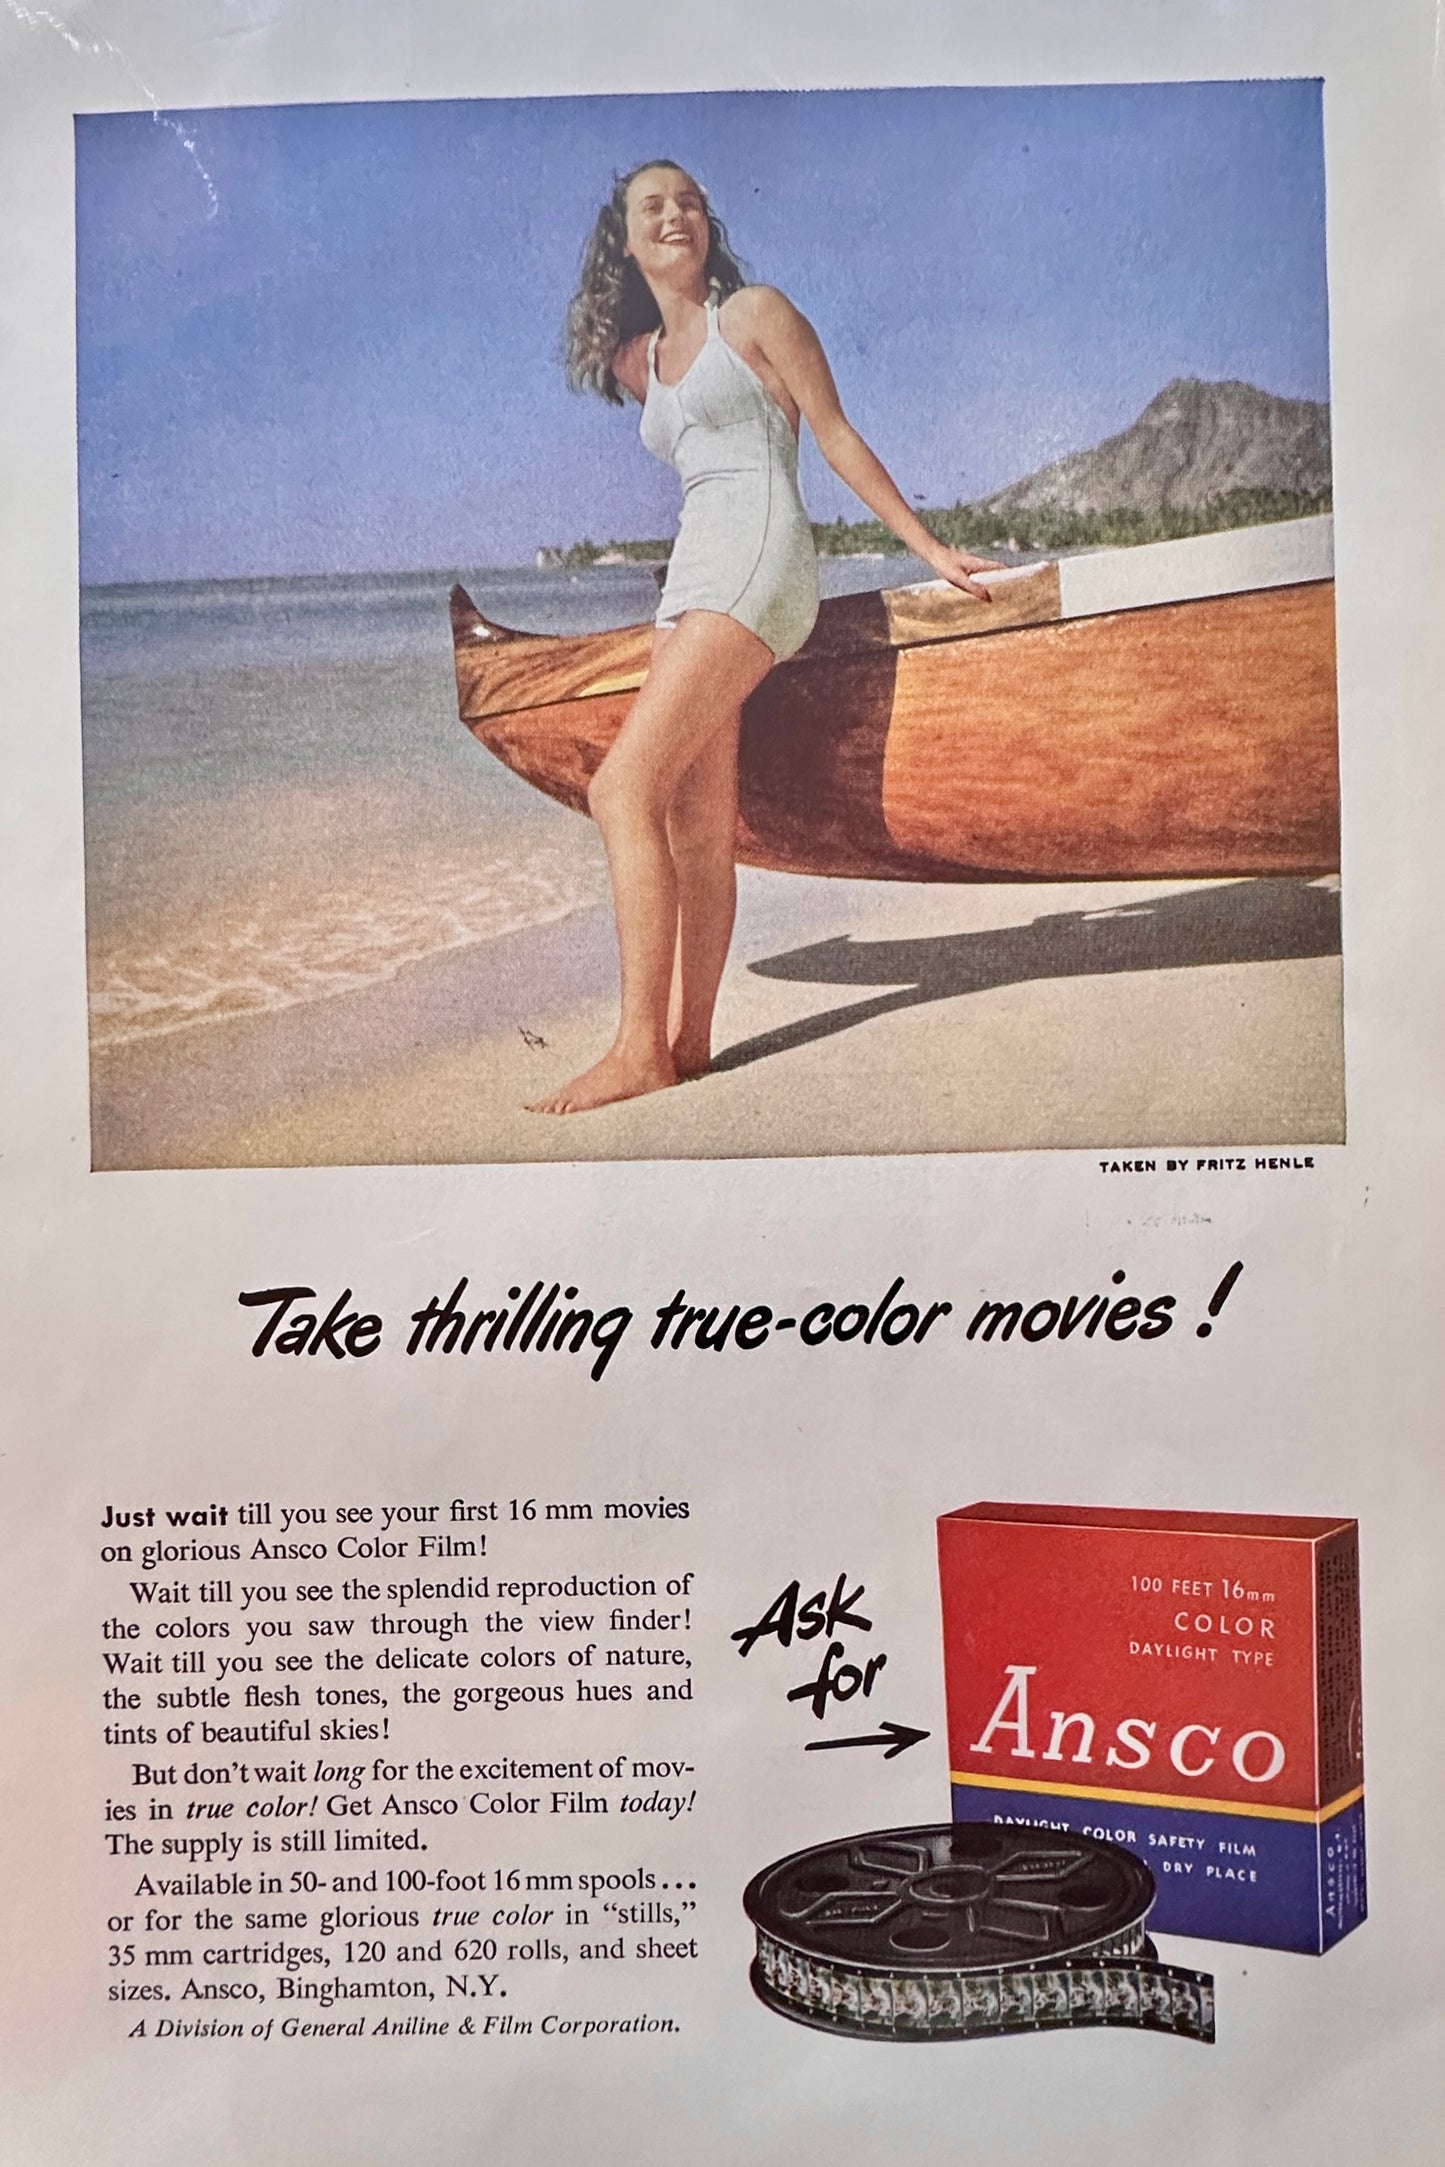 TAKEN BY FRITZ HENLE
Take thrilling true-color movies!
Just wait till you see your first 16 mm movies
on glorious Ansco Color Film!
Wait till you see the splendid reproduction of
the colors you saw through the view finder!
Wait till you see the delicate colors of nature,
the subtle flesh tones, the gorgeous hues and
tints of beautiful skies!
But don't wait long for the excitement of mov-
ies in true color! Get Ansco Color Film today!
The supply is still limited.
Available in 50- and 100-foot 16 mm spools...
or for the same glorious true color in “stills,”
35 mm cartridges, 120 and 620 rolls, and sheet
sizes. Ansco, Binghamton, N.Y.
A Division of General Aniline & Film Corporation.
Ask
for
100 FEET 16mm
COLOR
DAYLIGHT TYPE
Ansco
DAYLIGHT COLOR SAFETY FILM
DRY PLACE
Ansco